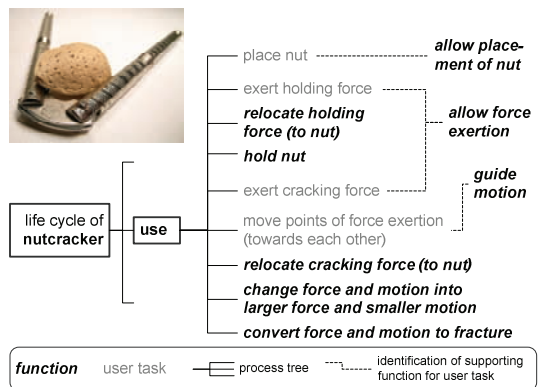 place nut
allow place-
ment of nut
exert holding force
relocate holding
force (to nut)
allow force
exertion
hold nut
guide
motion
exert cracking force
life cycle of
nutcracker
use
move points of force exertion
(towards each other)
relocate cracking force (to nut)
change force and motion into
larger force and smaller motion
convert force and motion to fracture
function
user task
process tree
identification of supporting
function for user task